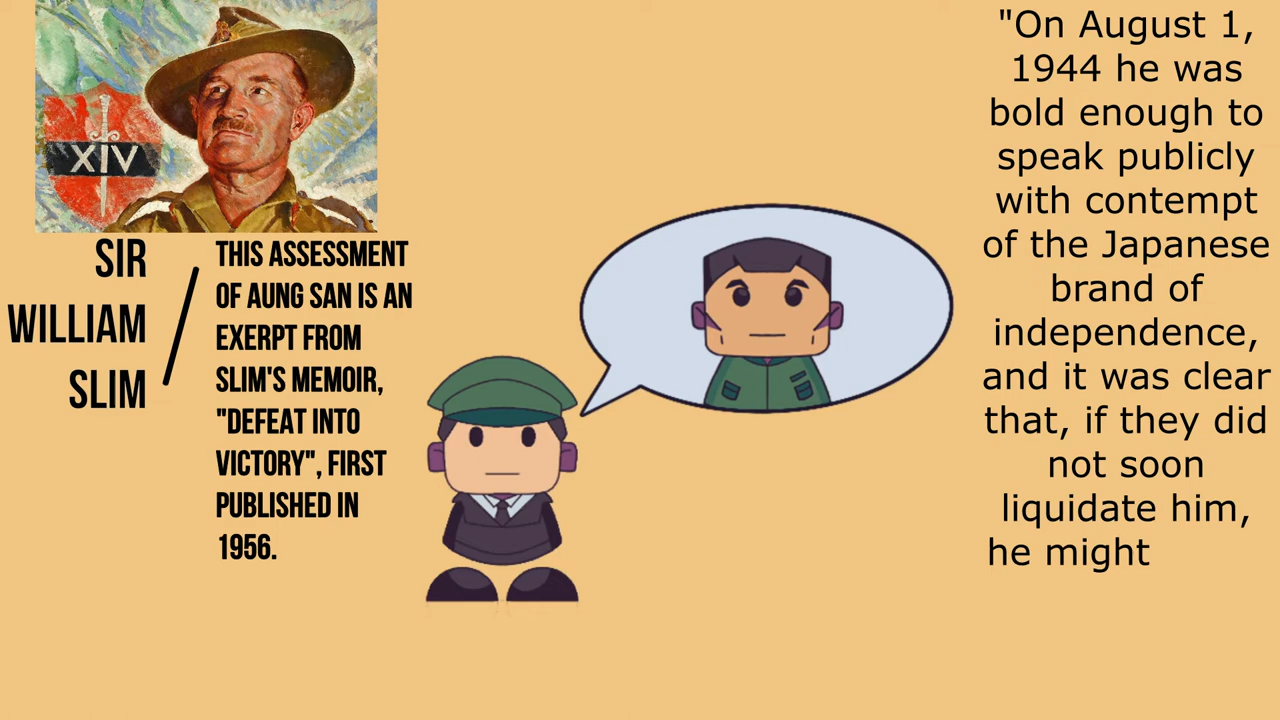 XIV
SIR
WILLIAM
SLIM
THIS ASSESSMENT
OF AUNG SAN IS AN
EXERPT FROM
SLIM'S MEMOIR,
"DEFEAT INTO
VICTORY", FIRST
PUBLISHED IN
1956.
"On August 1,
1944 he was
bold enough to
speak publicly
with contempt
of the Japanese
brand of
independence,
and it was clear
that, if they did
not soon
liquidate him,
he might